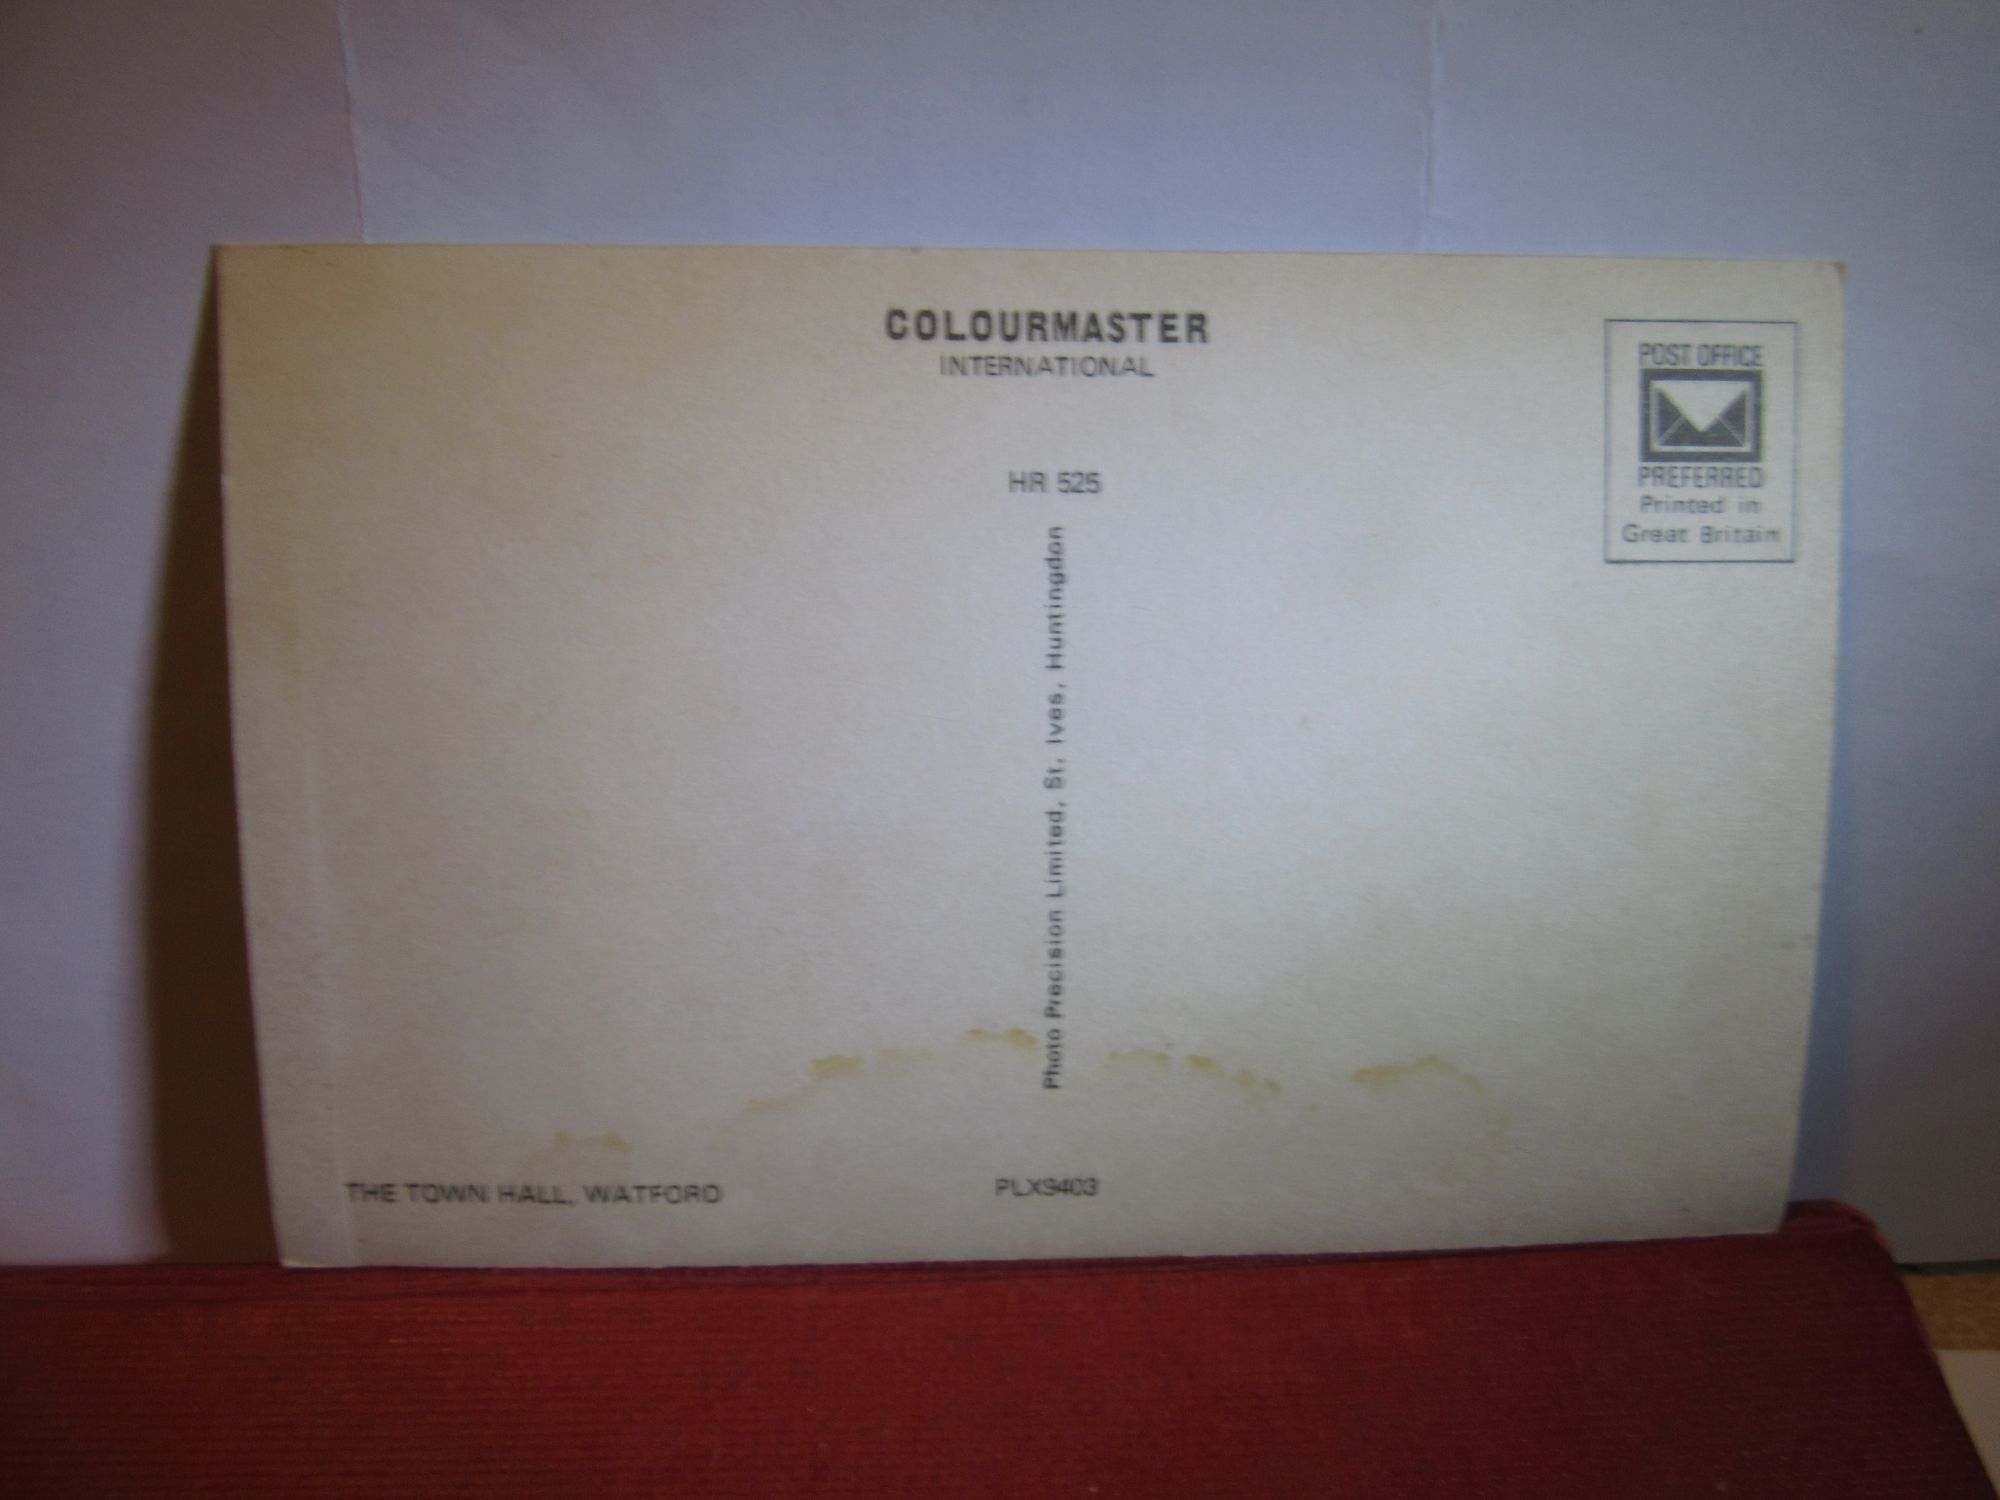 COLOURMASTER
INTERNATIONAL
POST OFFICE
PREFERRED
Printed in
Great Britain
HR 525
Photo Precision Limited, St. Ives, Huntingdon
THE TOWN HALL, WATFORD
PLX9403